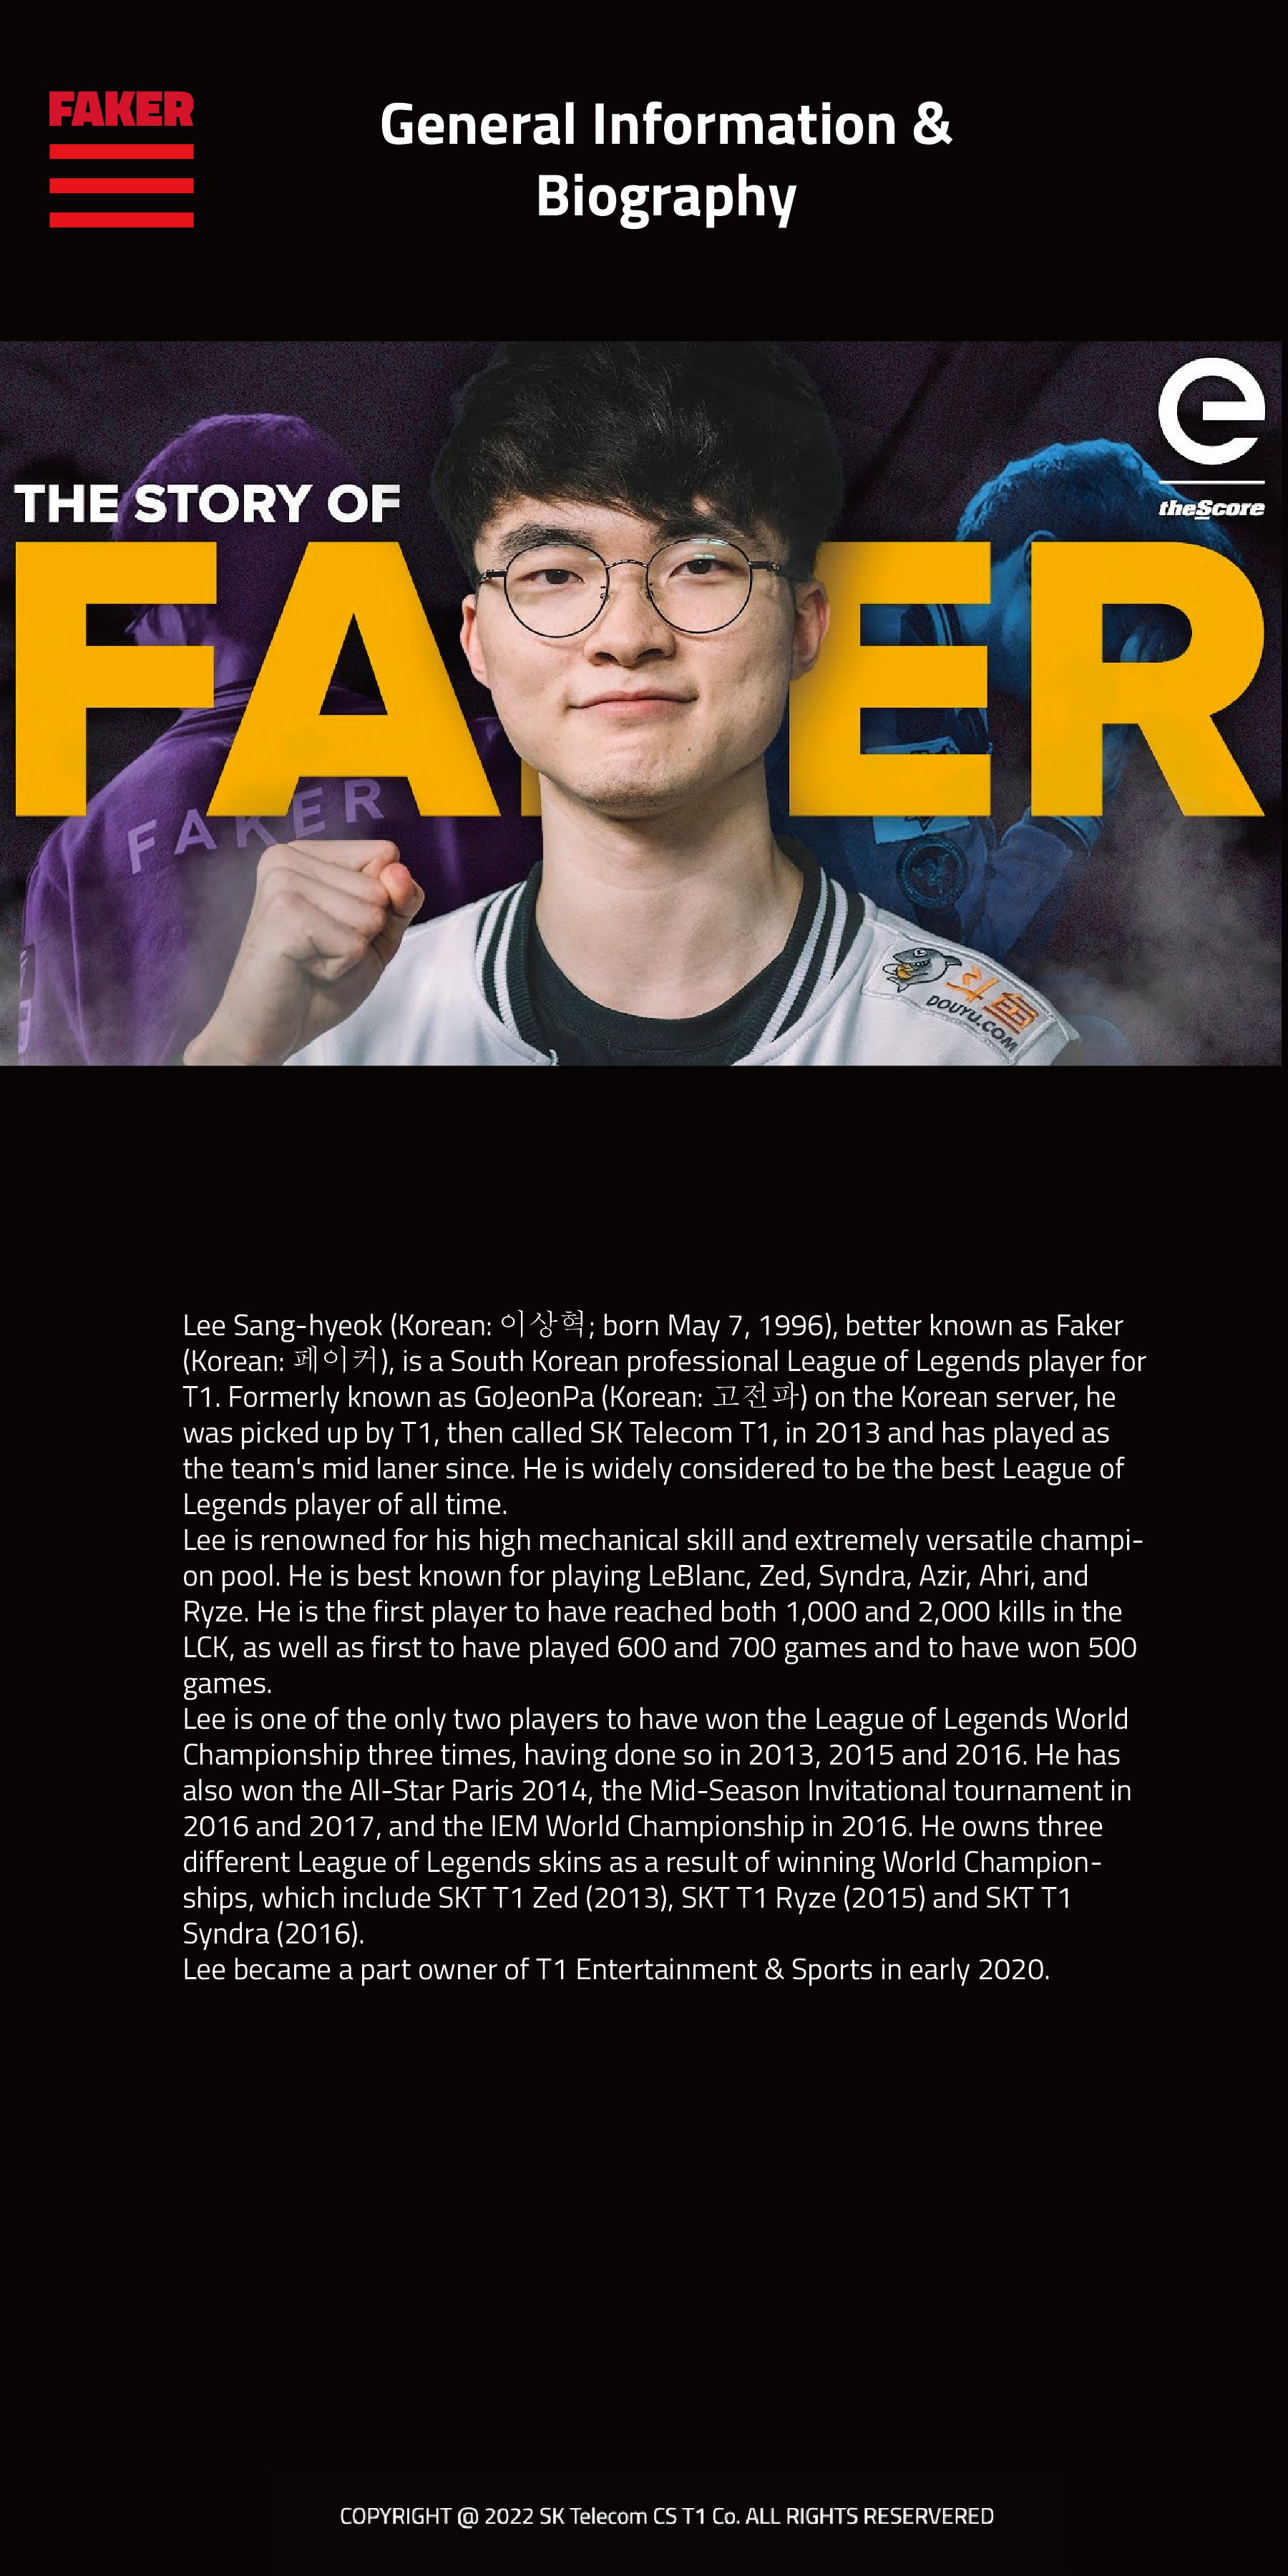 FAKER
General Information &
Biography
THE STORY OF
FAKER
e
theScore
FAKER
DOUYU.COM
斗鱼
Lee Sang-hyeok (Korean: 이상혁; born May 7, 1996), better known as Faker
(Korean: 페이커), is a South Korean professional League of Legends player for
T1. Formerly known as GoJeonPa (Korean: 고전파) on the Korean server, he
was picked up by T1, then called SK Telecom T1, in 2013 and has played as
the team's mid laner since. He is widely considered to be the best League of
Legends player of all time.
Lee is renowned for his high mechanical skill and extremely versatile champi-
on pool. He is best known for playing LeBlanc, Zed, Syndra, Azir, Ahri, and
Ryze. He is the first player to have reached both 1,000 and 2,000 kills in the
LCK, as well as first to have played 600 and 700 games and to have won 500
games.
Lee is one of the only two players to have won the League of Legends World
Championship three times, having done so in 2013, 2015 and 2016. He has
also won the All-Star Paris 2014, the Mid-Season Invitational tournament in
2016 and 2017, and the IEM World Championship in 2016. He owns three
different League of Legends skins as a result of winning World Champion-
ships, which include SKT T1 Zed (2013), SKT T1 Ryze (2015) and SKT T1
Syndra (2016).
Lee became a part owner of T1 Entertainment & Sports in early 2020.
COPYRIGHT @ 2022 SK Telecom CS T1 Co. ALL RIGHTS RESERVERED